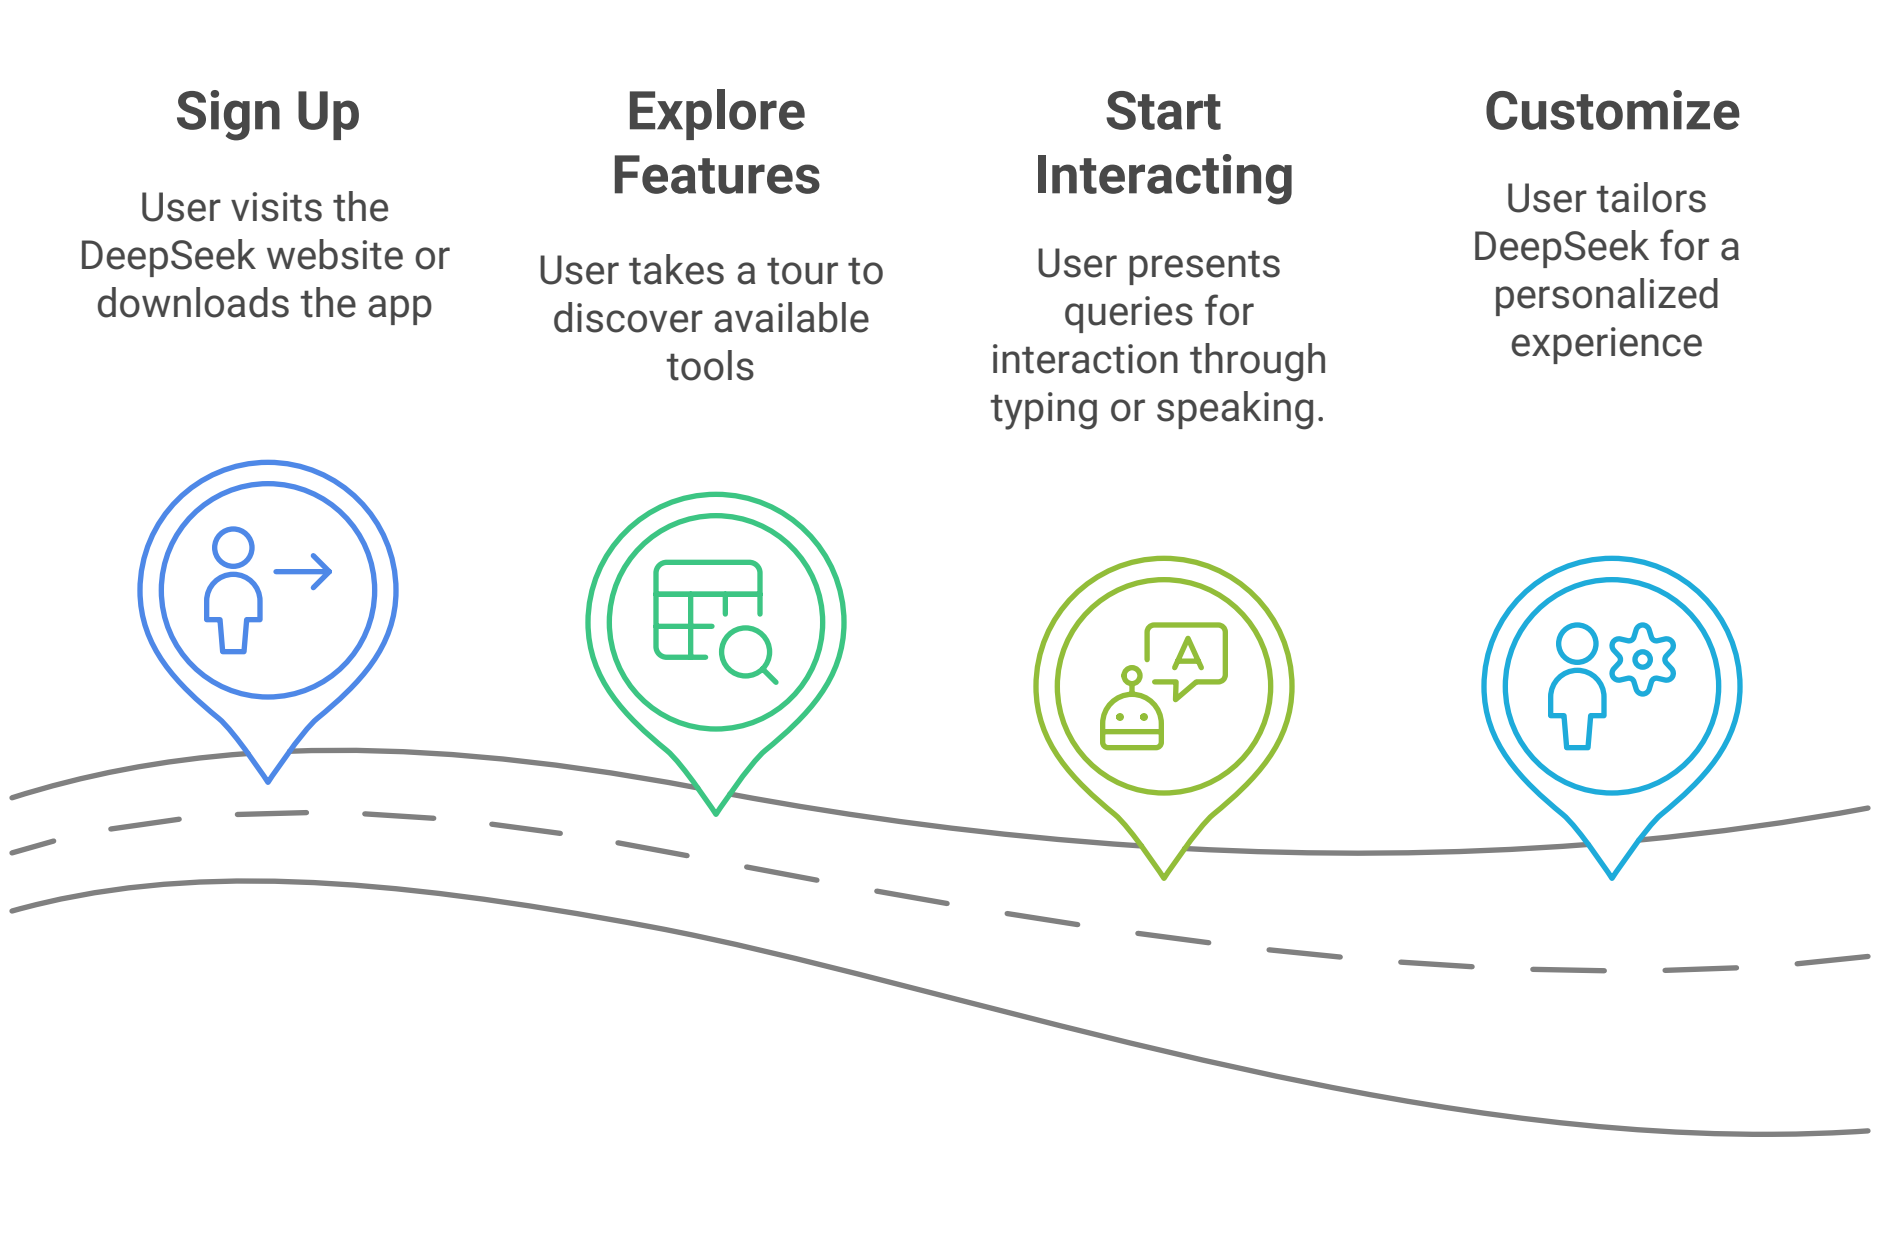 Sign Up
User visits the
DeepSeek website or
downloads the app
Explore
Features
User takes a tour to
discover available
tools
Start
Interacting
User presents
queries for
interaction through
typing or speaking.
Customize
User tailors
DeepSeek for a
personalized
experience
A